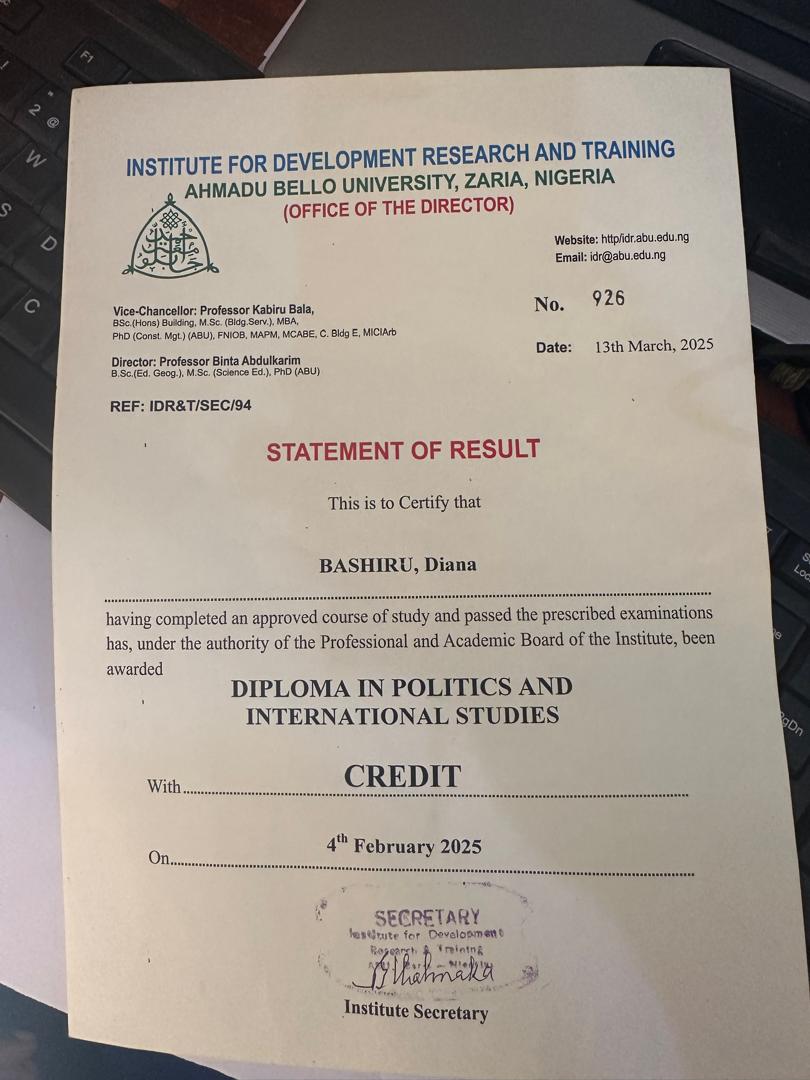 INSTITUTE FOR DEVELOPMENT RESEARCH AND TRAINING
AHMADU BELLO UNIVERSITY, ZARIA, NIGERIA
(OFFICE OF THE DIRECTOR)
Website: http/idr.abu.edu.ng
Email: idr@abu.edu.ng
Vice-Chancellor: Professor Kabiru Bala,
BSc.(Hons) Building, M.Sc. (Bldg.Serv.), MBA,
PhD (Const. Mgt.) (ABU), FNIOB, MAPM, MCABE, C. Bldg E, MICIArb
No. 926
Director: Professor Binta Abdulkarim
B.Sc.(Ed. Geog.), M.Sc. (Science Ed.), PhD (ABU)
Date: 13th March, 2025
REF: IDR&T/SEC/94
STATEMENT OF RESULT
This is to Certify that
BASHIRU, Diana
having completed an approved course of study and passed the prescribed examinations
has, under the authority of the Professional and Academic Board of the Institute, been
awarded
DIPLOMA IN POLITICS AND
INTERNATIONAL STUDIES
With CREDIT
On 4th February 2025
SECRETARY
Institute for Development
Research & Training
Institute Secretary
F1
2 @
W
S
D
C